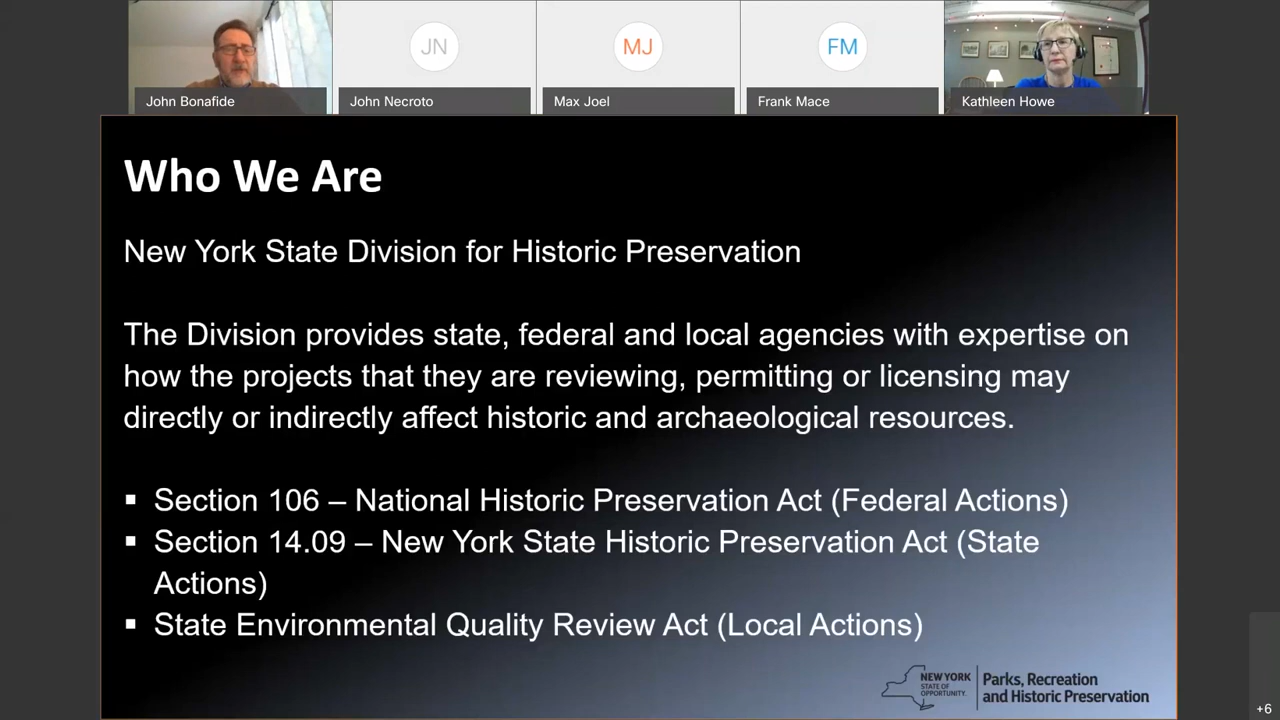 JN
MJ
FM
John Bonafide
John Necroto
Max Joel
Frank Mace
Kathleen Howe
Who We Are
New York State Division for Historic Preservation
The Division provides state, federal and local agencies with expertise on
how the projects that they are reviewing, permitting or licensing may
directly or indirectly affect historic and archaeological resources.
▪ Section 106 – National Historic Preservation Act (Federal Actions)
▪ Section 14.09 – New York State Historic Preservation Act (State
Actions)
▪ State Environmental Quality Review Act (Local Actions)
NEW YORK
STATE OF
OPPORTUNITY.
Parks, Recreation
and Historic Preservation
+6